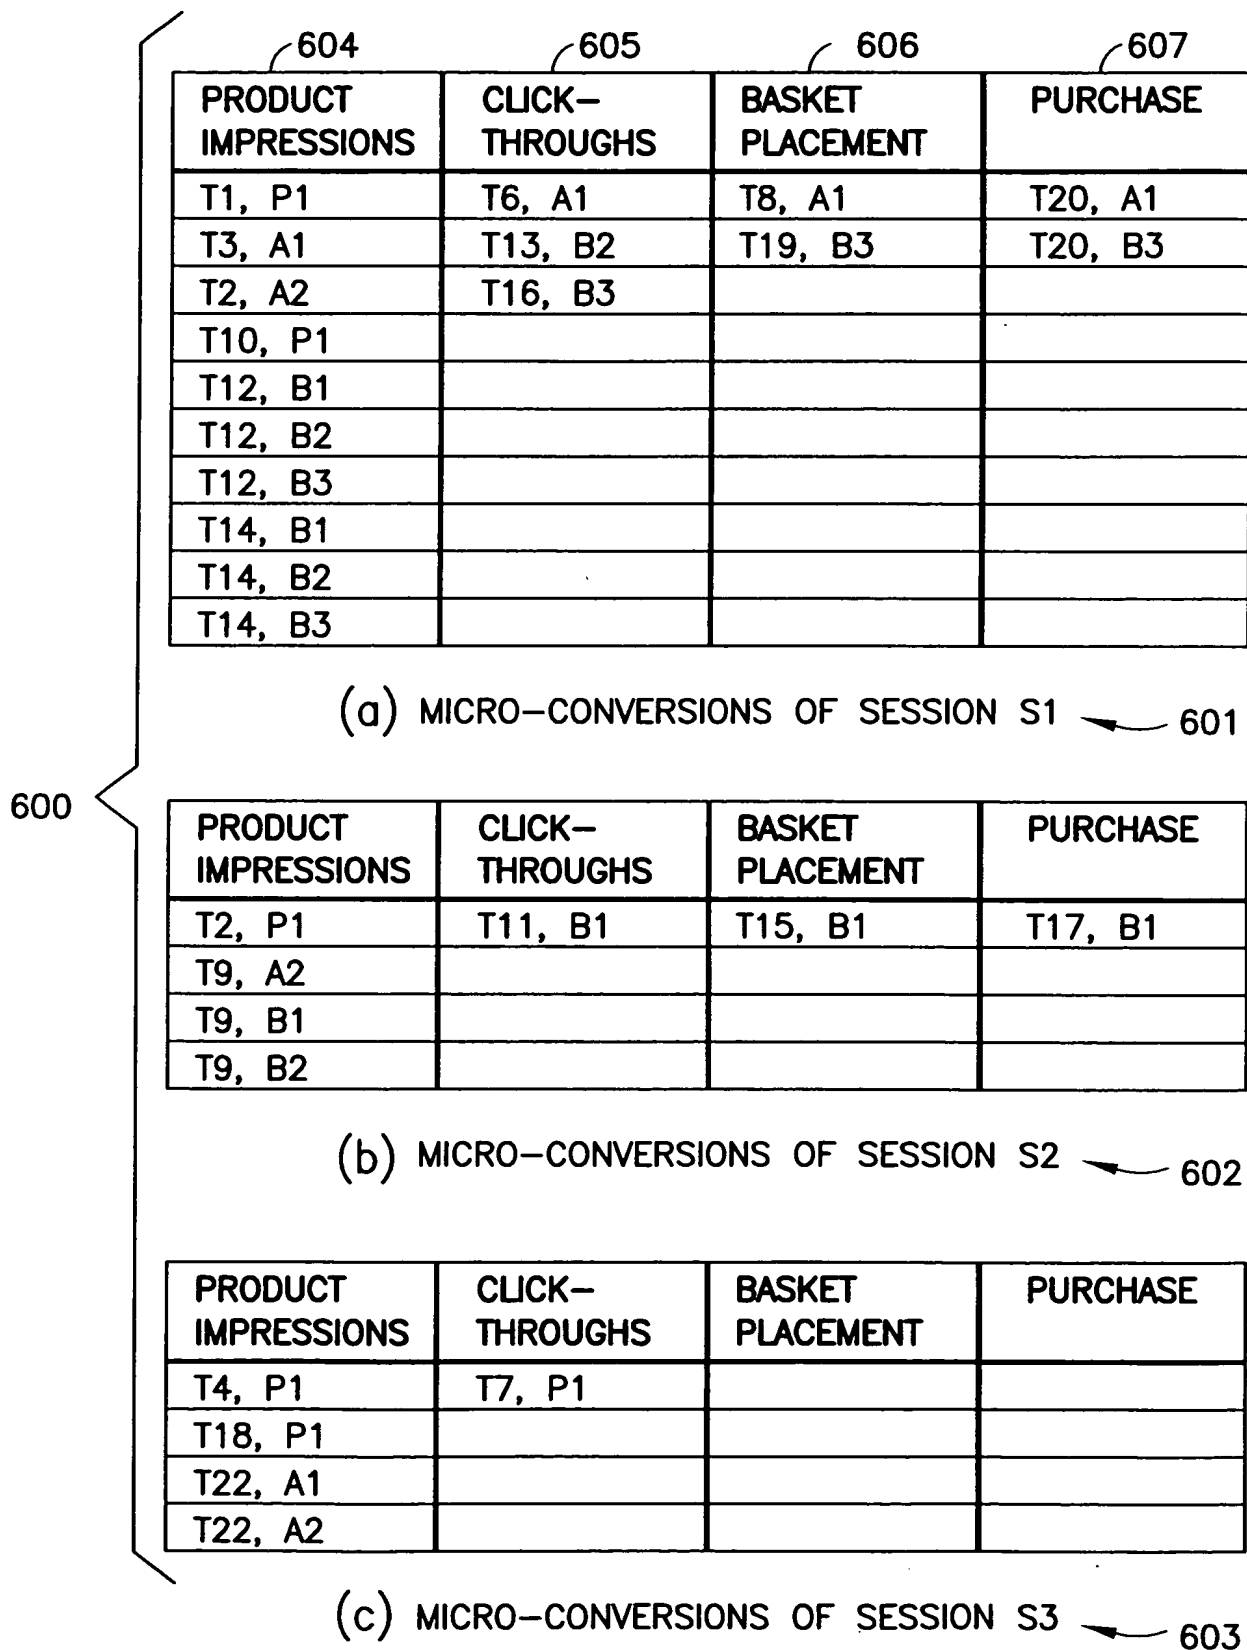 604 605 606 607
PRODUCT IMPRESSIONS CLICK-THROUGHS BASKET PLACEMENT PURCHASE
T1, P1 T6, A1 T8, A1 T20, A1
T3, A1 T13, B2 T19, B3 T20, B3
T2, A2 T16, B3
T10, P1
T12, B1
T12, B2
T12, B3
T14, B1
T14, B2
T14, B3
(a) MICRO-CONVERSIONS OF SESSION S1 601
600
PRODUCT IMPRESSIONS CLICK-THROUGHS BASKET PLACEMENT PURCHASE
T2, P1 T11, B1 T15, B1 T17, B1
T9, A2
T9, B1
T9, B2
(b) MICRO-CONVERSIONS OF SESSION S2 602
PRODUCT IMPRESSIONS CLICK-THROUGHS BASKET PLACEMENT PURCHASE
T4, P1 T7, P1
T18, P1
T22, A1
T22, A2
(c) MICRO-CONVERSIONS OF SESSION S3 603